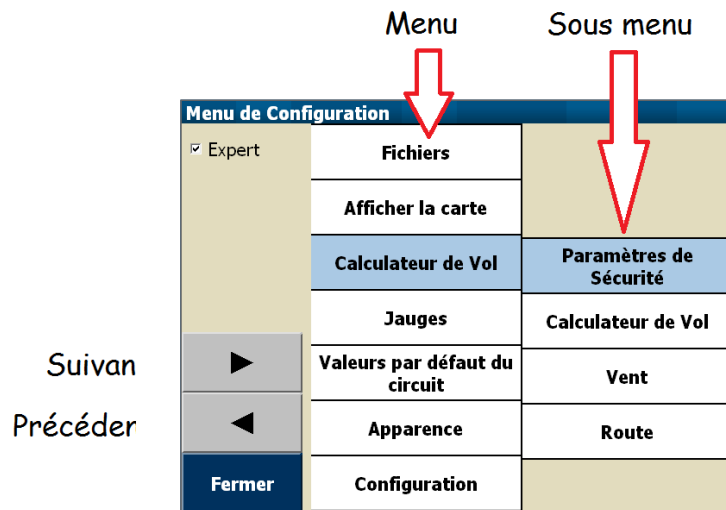 Menu
Sous menu
Menu de Configuration
Expert
Fichiers
Afficher la carte
Calculateur de Vol
Paramètres de
Sécurité
Jauges
Calculateur de Vol
Suivan
Valeurs par défaut du
circuit
Vent
Précéder
Apparence
Route
Fermer
Configuration